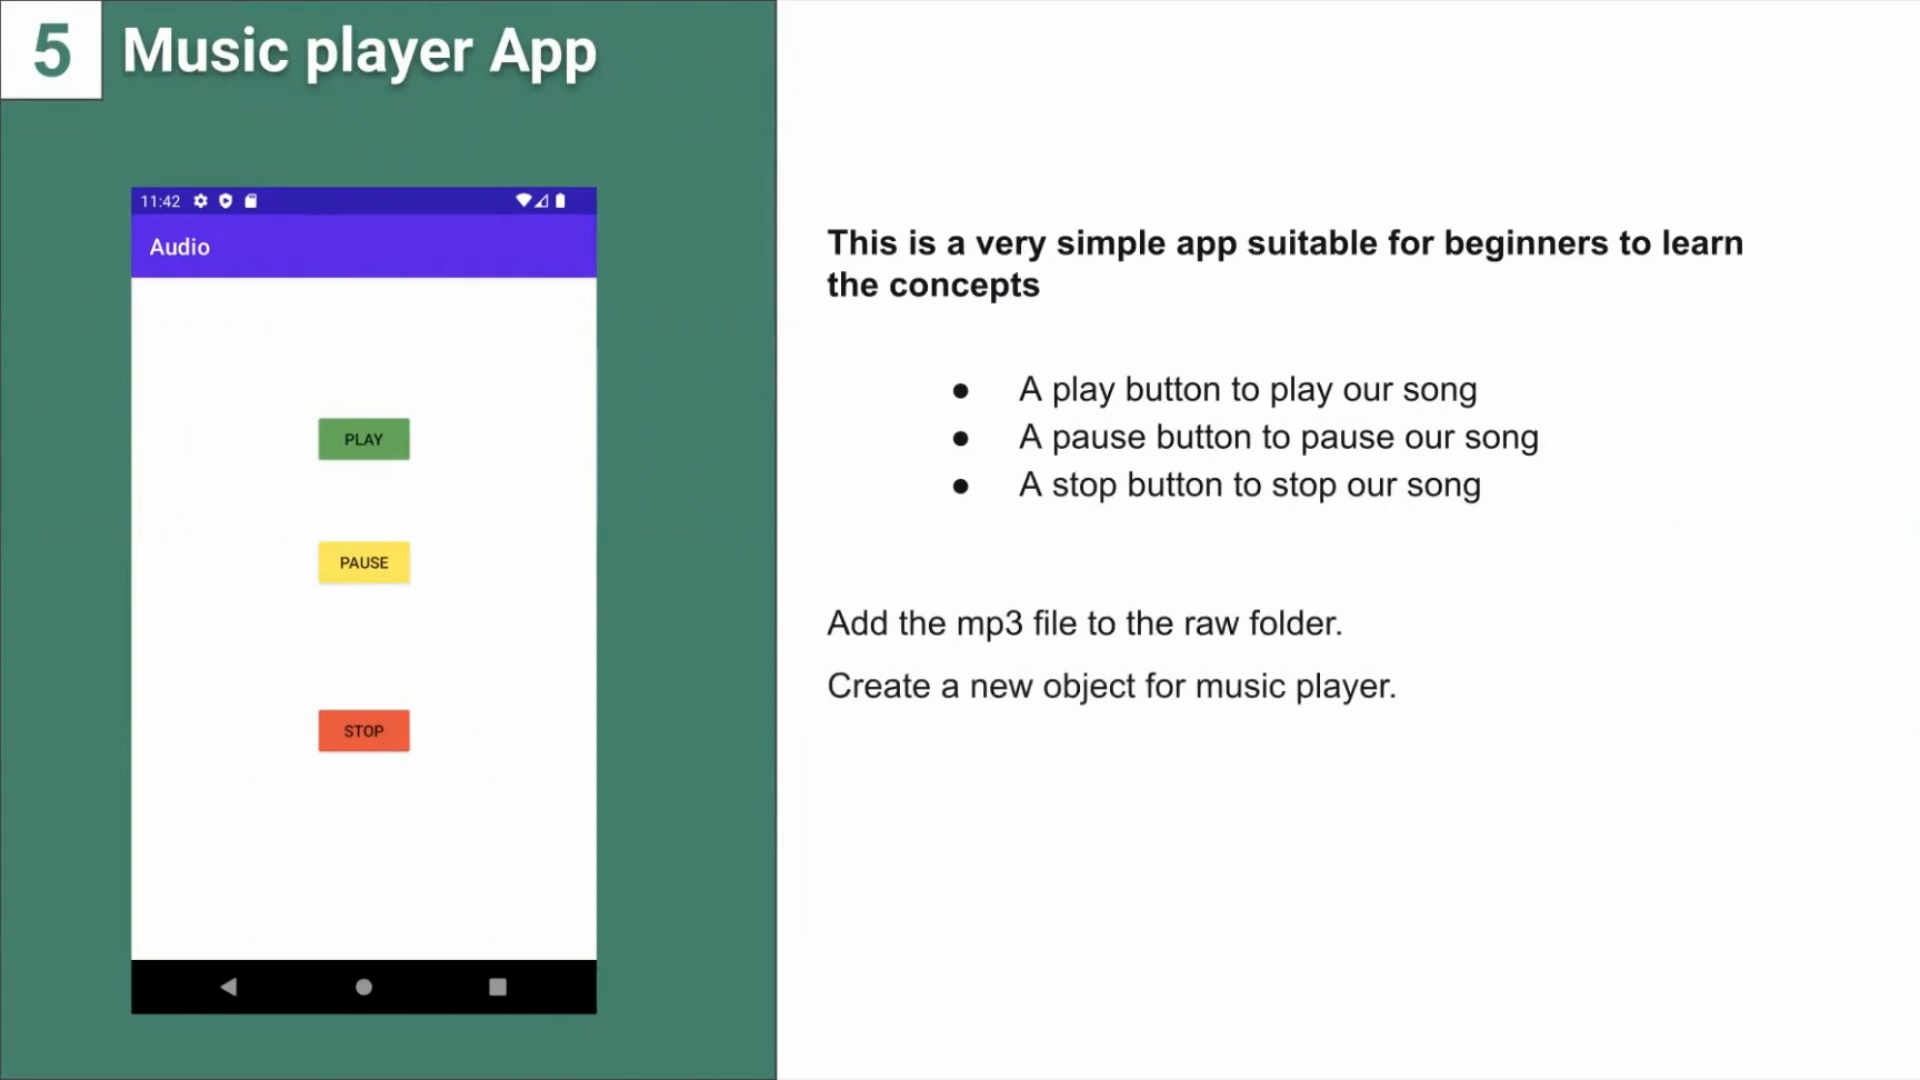 5 Music player App
11:42
Audio
PLAY
PAUSE
STOP
This is a very simple app suitable for beginners to learn
the concepts
● A play button to play our song
● A pause button to pause our song
● A stop button to stop our song
Add the mp3 file to the raw folder.
Create a new object for music player.